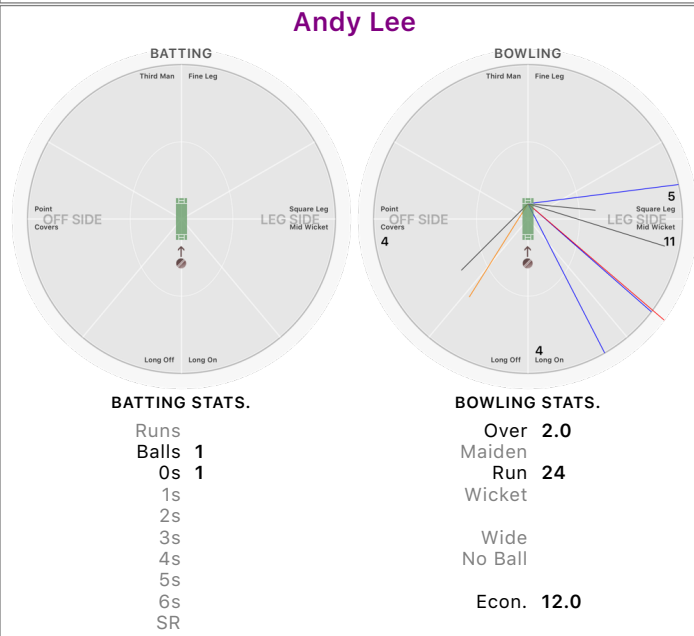 Andy Lee
BATTING
BOWLING
Third Man Fine Leg
Third Man Fine Leg
Point
OFF SIDE
Covers
4
Square Leg
LEG SIDE
Mid Wicket
Point
OFF SIDE
Covers
4
5
Square Leg
LEG SIDE
Mid Wicket
11
Long Off Long On
4
Long Off Long On
BATTING STATS.
Runs
Balls 1
0s 1
1s
2s
3s
4s
5s
6s
SR
BOWLING STATS.
Over 2.0
Maiden
Run 24
Wicket
Wide
No Ball
Econ. 12.0